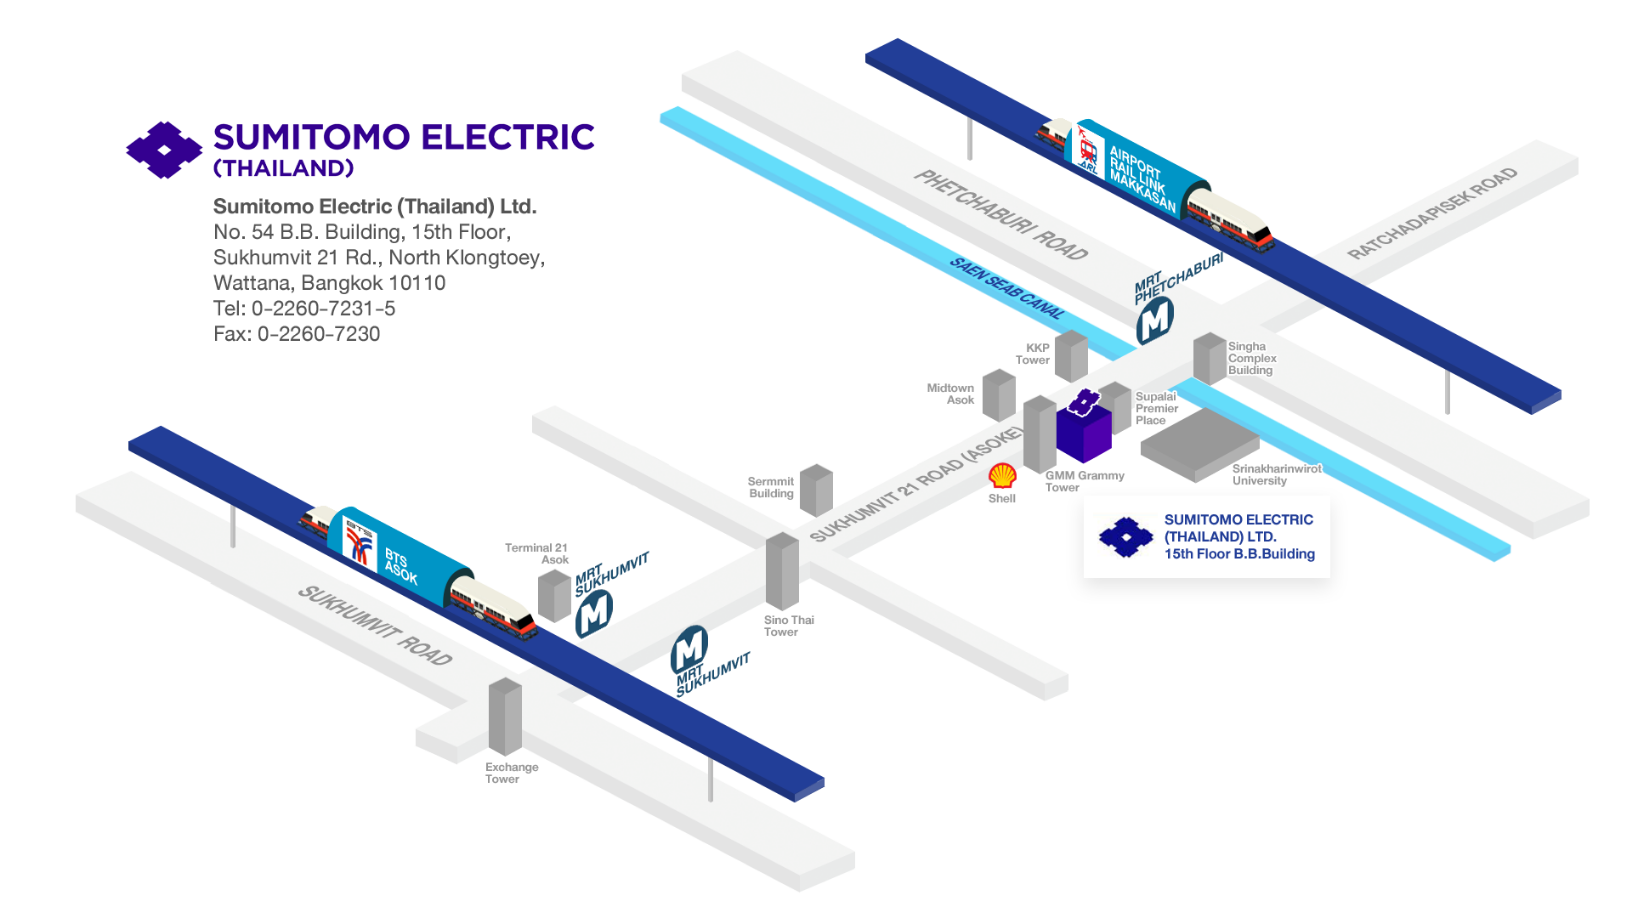 SUMITOMO ELECTRIC
(THAILAND)
Sumitomo Electric (Thailand) Ltd.
No. 54 B.B. Building, 15th Floor,
Sukhumvit 21 Rd., North Klongtoey,
Wattana, Bangkok 10110
Tel: 0-2260-7231-5
Fax: 0-2260-7230
AIRPORT
RAIL LINK
MAKKASAN
ARL
PHETCHABURI ROAD
RATCHADAPISEK ROAD
SAEN SEAB CANAL
MRT
PHETCHABURI
M
KKP
Tower
Singha
Complex
Building
Midtown
Asok
Supalai
Premier
Place
SUKHUMVIT 21 ROAD (ASOKE)
Shell
GMM Grammy
Tower
Srinakharinwirot
University
SUMITOMO ELECTRIC
(THAILAND) LTD.
15th Floor B.B.Building
Sermmit
Building
Terminal 21
Asok
MRT
SUKHUMVIT
M
BTS
BTS
ASOK
SUKHUMVIT ROAD
Sino Thai
Tower
M
MRT
SUKHUMVIT
Exchange
Tower